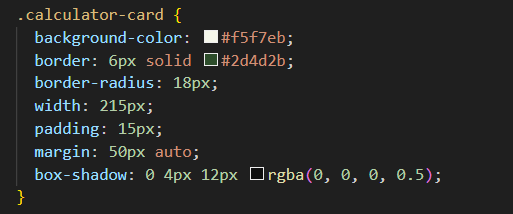 .calculator-card {
background-color: #f5f7eb;
border: 6px solid #2d4d2b;
border-radius: 18px;
width: 215px;
padding: 15px;
margin: 50px auto;
box-shadow: 0 4px 12px rgba(0, 0, 0, 0.5);
}